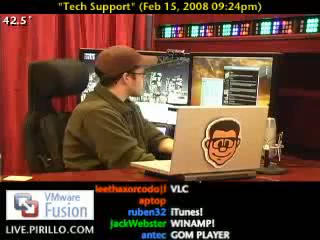 "Tech Support" (Feb 15, 2008 09:24pm)
42.5°
VMware
Fusion
LIVE.PIRILLO.COM
leethaxorcodo|f VLC
aptop
ruben32 iTunes!
JackWebster WINAMP!
antec GOM PLAYER